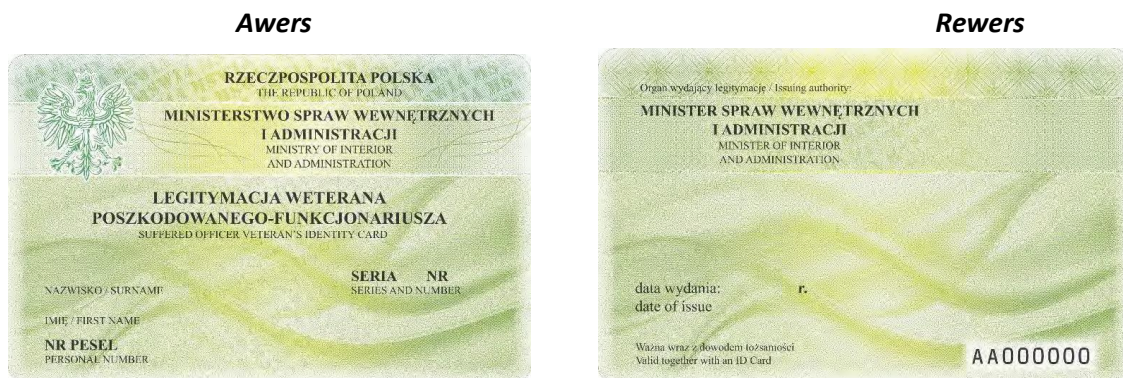 Awers
RZECZPOSPOLITA POLSKA
THE REPUBLIC OF POLAND
MINISTERSTWO SPRAW WEWNĘTRZNYCH
I ADMINISTRACJI
MINISTRY OF INTERIOR
AND ADMINISTRATION
LEGITYMACJA WETERANA
POSZKODOWANEGO-FUNKCJONARIUSZA
SUFFERED OFFICER VETERAN'S IDENTITY CARD
SERIA NR
NAZWISKO / SURNAME
SERIES AND NUMBER
IMIĘ / FIRST NAME
NR PESEL
PERSONAL NUMBER
Rewers
Organ wydający legitymację / Issuing authority:
MINISTER SPRAW WEWNĘTRZNYCH
I ADMINISTRACJI
MINISTER OF INTERIOR
AND ADMINISTRATION
data wydania: r.
date of issue
Ważna wraz z dowodem tożsamości
Valid together with an ID Card
AA000000